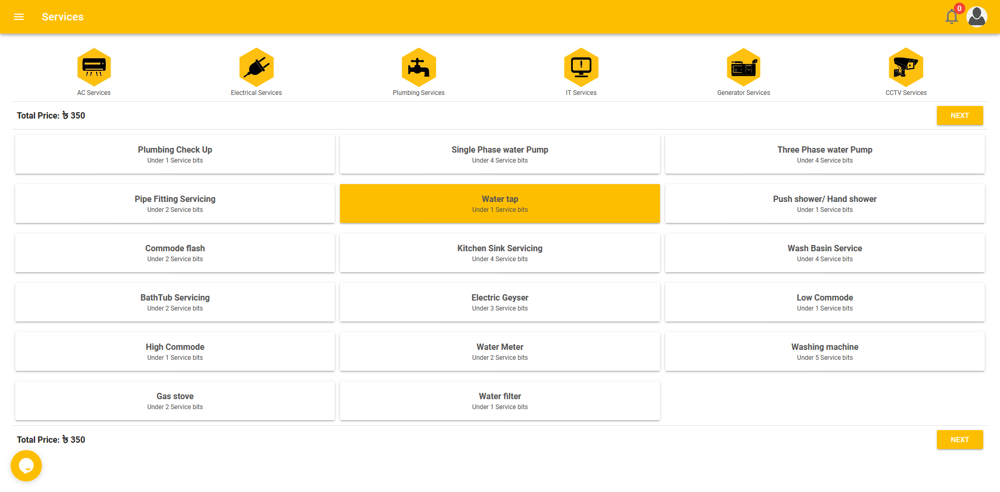 Services
0
AC Services
Electrical Services
Plumbing Services
IT Services
Generator Services
CCTV Services
Total Price: ৳ 350
NEXT
Plumbing Check Up
Under 1 Service bits
Single Phase water Pump
Under 4 Service bits
Three Phase water Pump
Under 4 Service bits
Pipe Fitting Servicing
Under 2 Service bits
Water tap
Under 1 Service bits
Push shower/ Hand shower
Under 1 Service bits
Commode flash
Under 2 Service bits
Kitchen Sink Servicing
Under 4 Service bits
Wash Basin Service
Under 4 Service bits
BathTub Servicing
Under 2 Service bits
Electric Geyser
Under 3 Service bits
Low Commode
Under 1 Service bits
High Commode
Under 1 Service bits
Water Meter
Under 2 Service bits
Washing machine
Under 5 Service bits
Gas stove
Under 2 Service bits
Water filter
Under 1 Service bits
Total Price: ৳ 350
NEXT